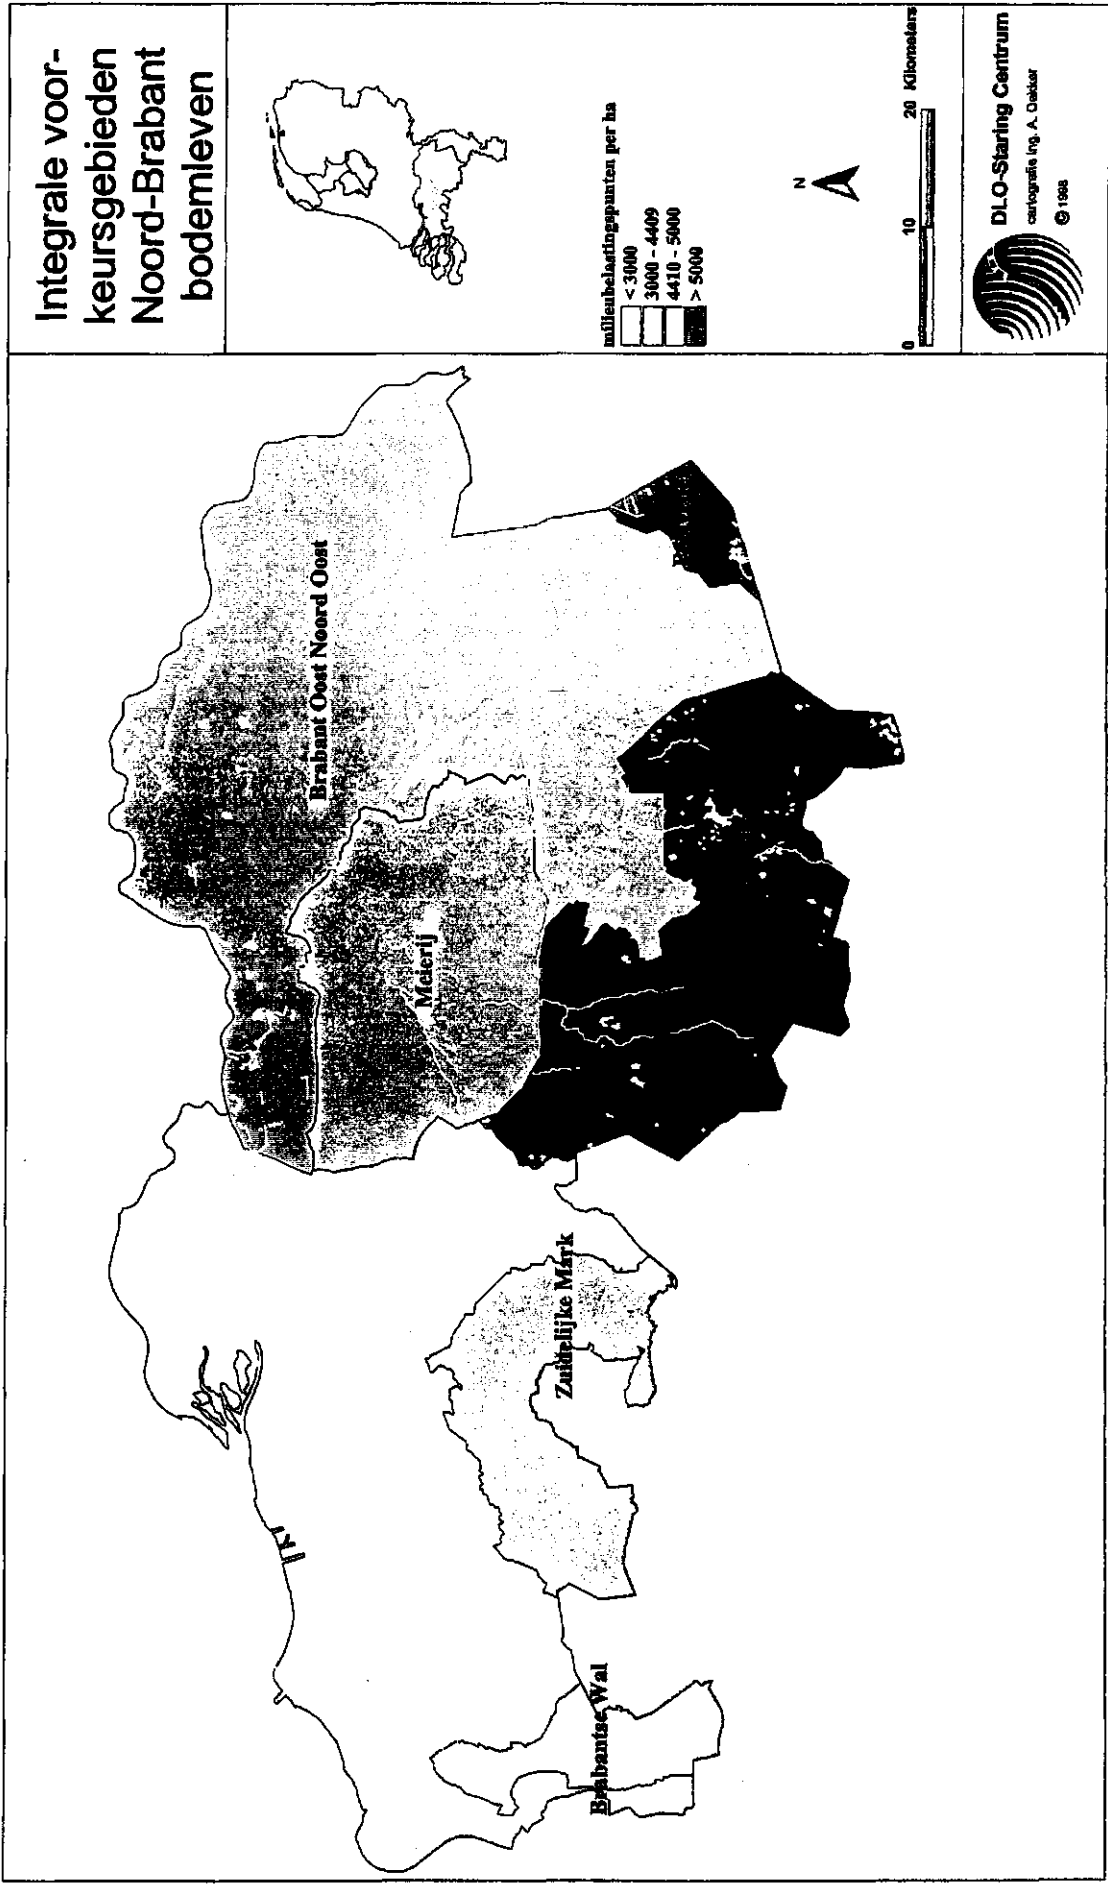 Integrale voor-
keursgebieden
Noord-Brabant
bodemleven
milieubelastingspunten per ha
< 3000
3000 - 4409
4410 - 5000
> 5000
N
0 10 20 Kilometers
DLO-Staring Centrum
cartografie ing. A. Dekker
© 1998
Brabant Oost Noord Oost
Meierij
Zuidelijke Mark
Brabantse Wal